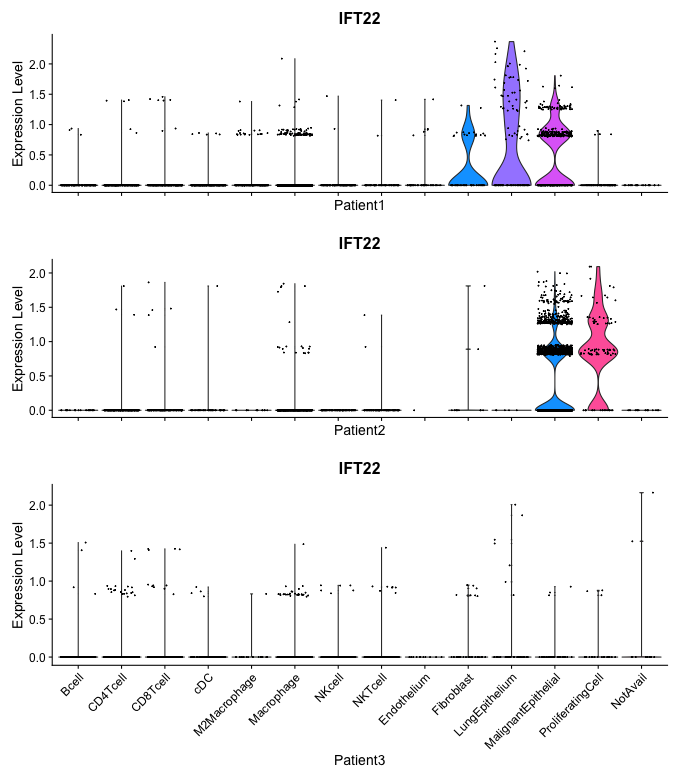 IFT22
Expression Level
2.0
1.5
1.0
0.5
0.0
Patient1
IFT22
Expression Level
2.0
1.5
1.0
0.5
0.0
Patient2
IFT22
Expression Level
2.0
1.5
1.0
0.5
0.0
Bcell
CD4Tcell
CD8Tcell
cDC
M2Macrophage
Macrophage
NKcell
NKTcell
Endothelium
Fibroblast
LungEpithelium
MalignantEpithelial
ProliferatingCell
NotAvail
Patient3